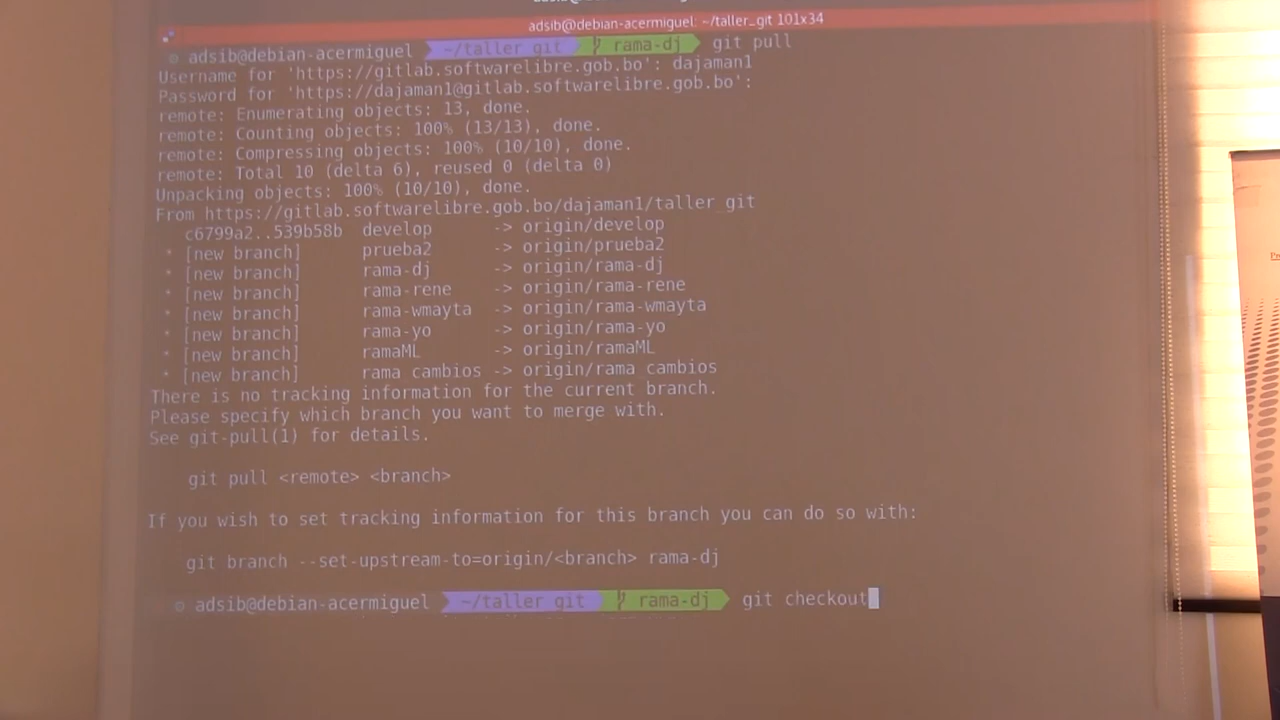 adsib@debian-acermiguel: ~/taller_git 101x34
adsib@debian-acermiguel ~/taller_git rama-dj git pull
Username for 'https://gitlab.softwarelibre.gob.bo': dajaman1
Password for 'https://dajaman1@gitlab.softwarelibre.gob.bo':
remote: Enumerating objects: 13, done.
remote: Counting objects: 100% (13/13), done.
remote: Compressing objects: 100% (10/10), done.
remote: Total 10 (delta 6), reused 0 (delta 0)
Unpacking objects: 100% (10/10), done.
From https://gitlab.softwarelibre.gob.bo/dajaman1/taller_git
c6799a2..539b58b develop -> origin/develop
* [new branch] prueba2 -> origin/prueba2
* [new branch] rama-dj -> origin/rama-dj
* [new branch] rama-rene -> origin/rama-rene
* [new branch] rama-wmayta -> origin/rama-wmayta
* [new branch] rama-yo -> origin/rama-yo
* [new branch] ramaML -> origin/ramaML
* [new branch] rama_cambios -> origin/rama_cambios
There is no tracking information for the current branch.
Please specify which branch you want to merge with.
See git-pull(1) for details.
git pull <remote> <branch>
If you wish to set tracking information for this branch you can do so with:
git branch --set-upstream-to=origin/<branch> rama-dj
adsib@debian-acermiguel ~/taller_git rama-dj git checkout